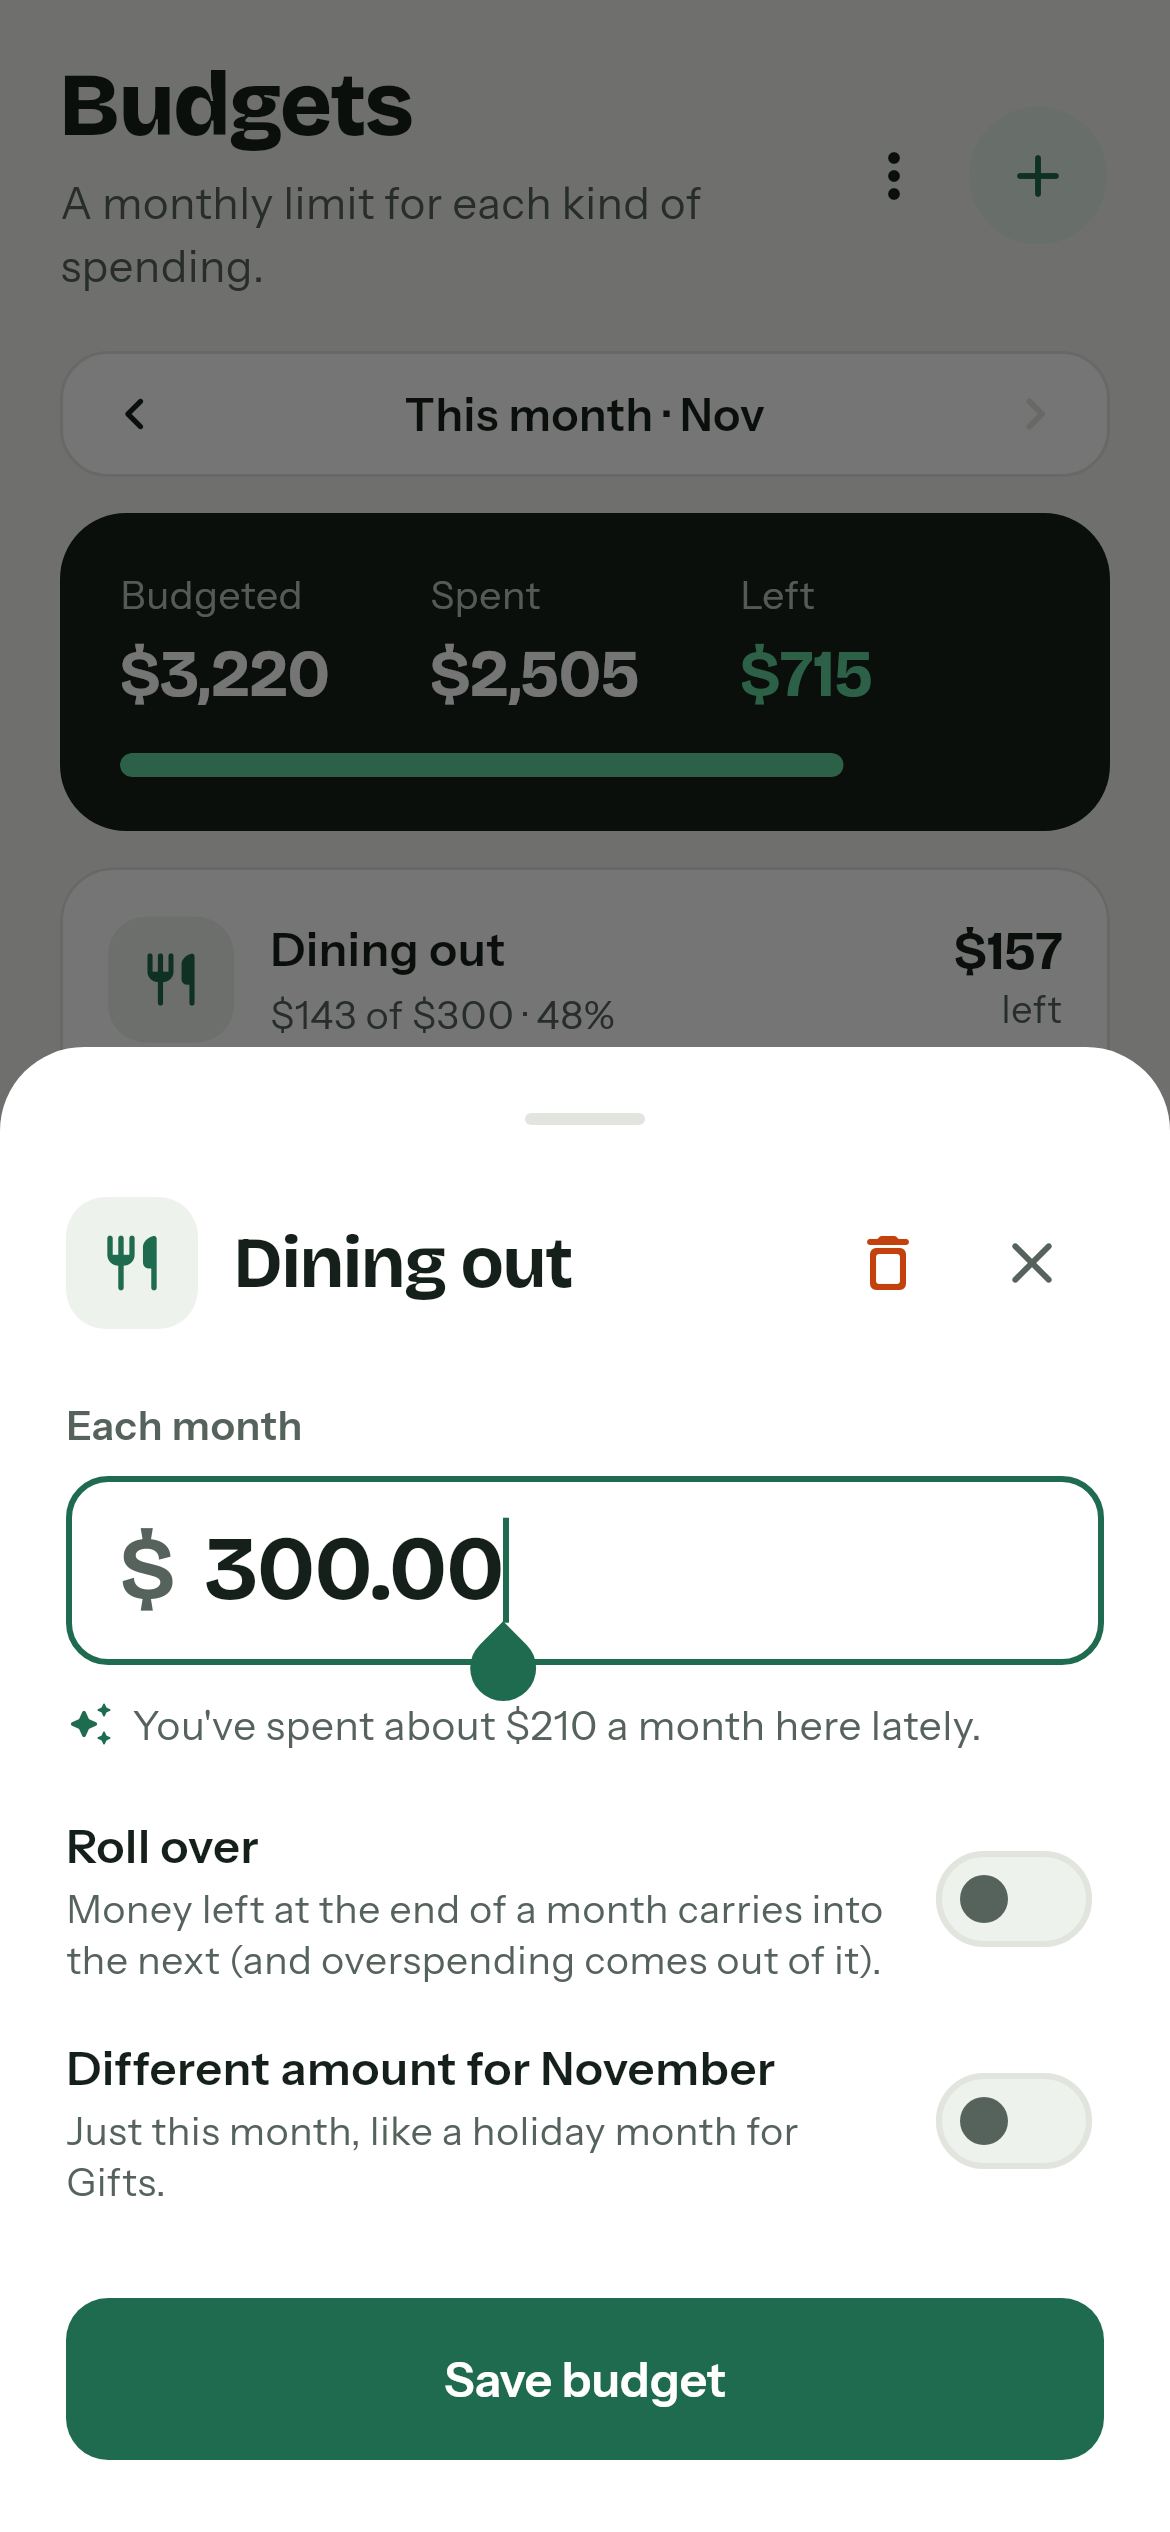 Budgets
A monthly limit for each kind of
spending.
This month · Nov
Budgeted
Spent
Left
$3,220
$2,505
$715
Dining out
$157
$143 of $300 · 48%
left
Dining out
Each month
$ 300.00
You've spent about $210 a month here lately.
Roll over
Money left at the end of a month carries into
the next (and overspending comes out of it).
Different amount for November
Just this month, like a holiday month for
Gifts.
Save budget